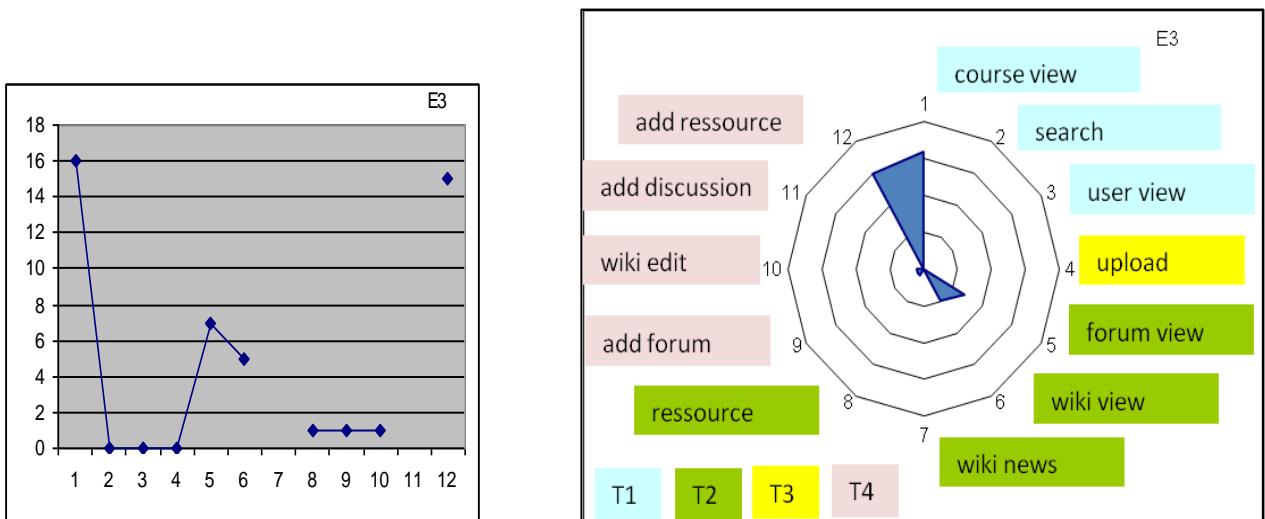 E3
18
16
14
12
10
8
6
4
2
0
1 2 3 4 5 6 7 8 9 10 11 12
E3
course view
1
add ressource
12
2
search
add discussion
11
3
user view
wiki edit
10
4
upload
add forum
9
5
forum view
ressource
8
6
wiki view
7
wiki news
T1 T2 T3 T4